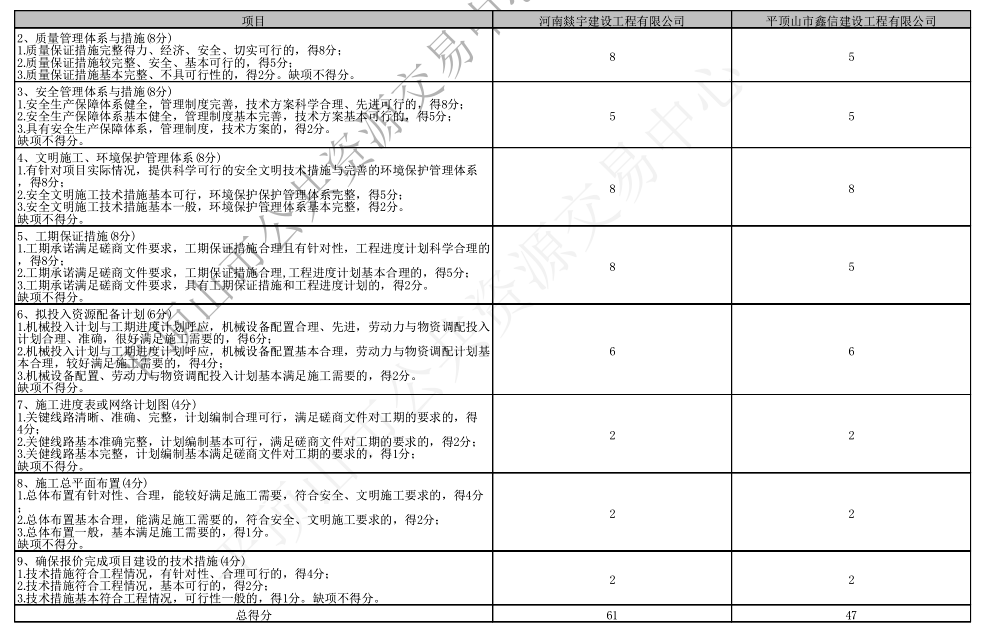 项目 河南燚宇建设工程有限公司 平顶山市鑫信建设工程有限公司
2、质量管理体系与措施(8分)
1.质量保证措施完整得力、经济、安全、切实可行的，得8分；
2.质量保证措施较完整、安全、基本可行的，得5分；
3.质量保证措施基本完整、不具可行性的，得2分。缺项不得分。
8 5
3、安全管理体系与措施(8分)
1.安全生产保障体系健全，管理制度完善，技术方案科学合理、先进可行的，得8分；
2.安全生产保障体系基本健全，管理制度基本完善，技术方案基本可行的，得5分；
3.具有安全生产保障体系，管理制度，技术方案的，得2分。
缺项不得分。
5 5
4、文明施工、环境保护管理体系(8分)
1.有针对项目实际情况，提供科学可行的安全文明技术措施与完善的环境保护管理体系
，得8分；
2.安全文明施工技术措施基本可行，环境保护保护管理体系完整，得5分；
3.安全文明施工技术措施基本一般，环境保护管理体系基本完整，得2分。
缺项不得分。
8 8
5、工期保证措施(8分)
1.工期承诺满足磋商文件要求，工期保证措施合理且有针对性，工程进度计划科学合理的
，得8分；
2.工期承诺满足磋商文件要求，工期保证措施合理,工程进度计划基本合理的，得5分；
3.工期承诺满足磋商文件要求，具有工期保证措施和工程进度计划的，得2分。
缺项不得分。
8 5
6、拟投入资源配备计划(6分)
1.机械投入计划与工期进度计划呼应，机械设备配置合理、先进，劳动力与物资调配投入
计划合理、准确，很好满足施工需要的，得6分；
2.机械投入计划与工期进度计划呼应，机械设备配置基本合理，劳动力与物资调配计划基
本合理，较好满足施工需要的，得4分；
3.机械设备配置、劳动力与物资调配投入计划基本满足施工需要的，得2分。
缺项不得分。
6 6
7、施工进度表或网络计划图(4分)
1.关键线路清晰、准确、完整，计划编制合理可行，满足磋商文件对工期的要求的，得
4分；
2.关健线路基本准确完整，计划编制基本可行，满足磋商文件对工期的要求的，得2分；
3.关健线路基本完整，计划编制基本满足磋商文件对工期的要求的，得1分；
缺项不得分。
2 2
8、施工总平面布置(4分)
1.总体布置有针对性、合理，能较好满足施工需要，符合安全、文明施工要求的，得4分
；
2.总体布置基本合理，能满足施工需要的，符合安全、文明施工要求的，得2分；
3.总体布置一般，基本满足施工需要的，得1分。
缺项不得分。
2 2
9、确保报价完成项目建设的技术措施(4分)
1.技术措施符合工程情况，有针对性、合理可行的，得4分；
2.技术措施符合工程情况，基本可行的，得2分；
3.技术措施基本符合工程情况，可行性一般的，得1分。缺项不得分。
2 2
总得分 61 47
平顶山市公共资源交易中心
平顶山市公共资源交易中心